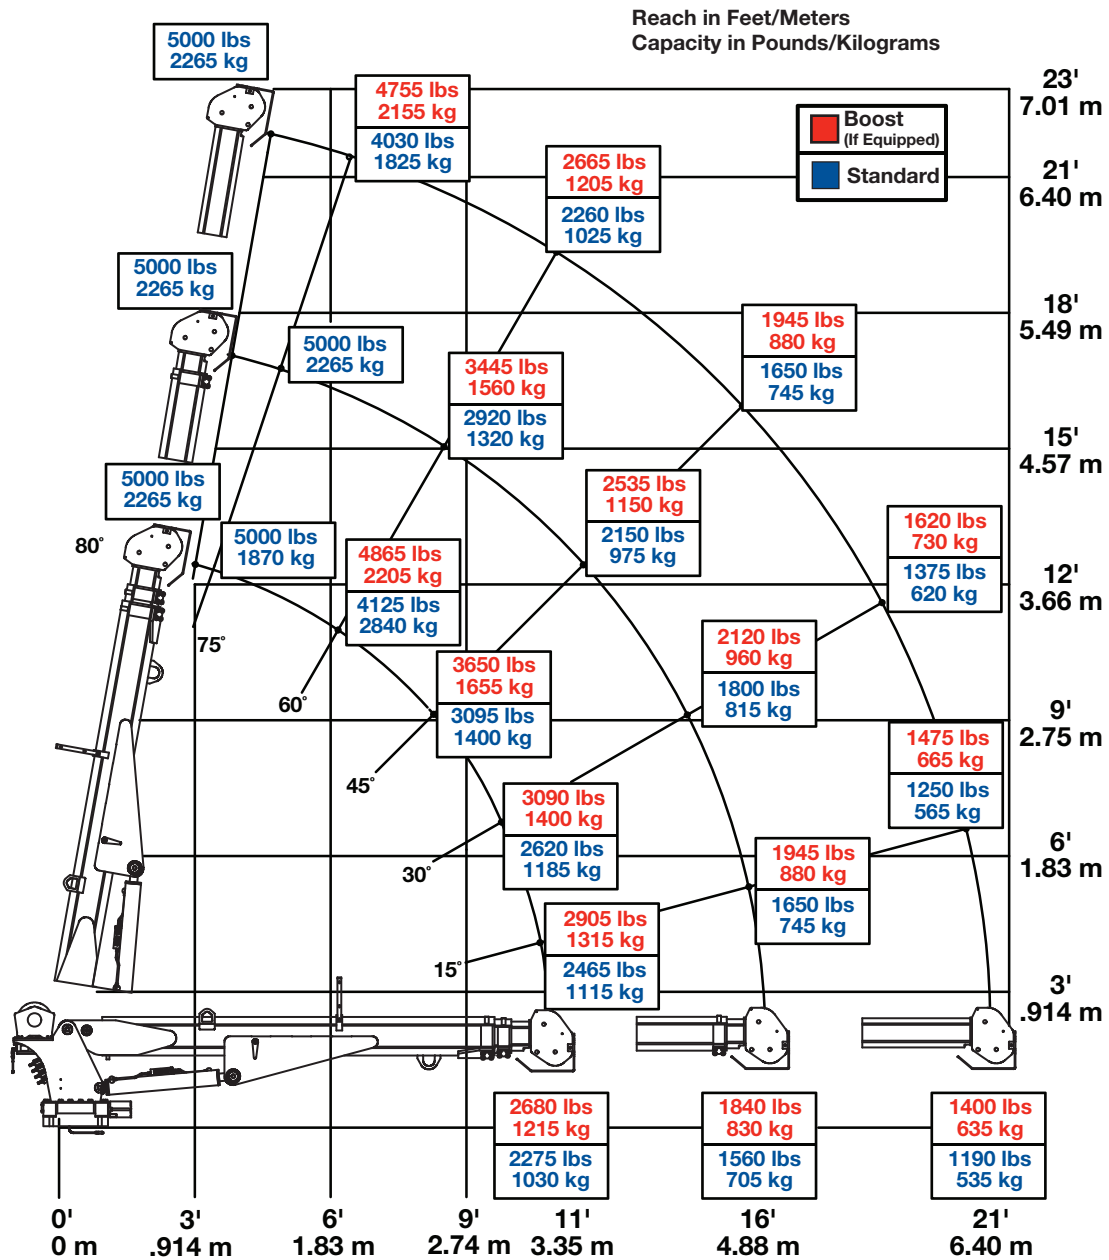 Reach in Feet/Meters
Capacity in Pounds/Kilograms
5000 lbs
2265 kg
4755 lbs
2155 kg
4030 lbs
1825 kg
23'
7.01 m
Boost
(If Equipped)
Standard
2665 lbs
1205 kg
2260 lbs
1025 kg
21'
6.40 m
5000 lbs
2265 kg
18'
5.49 m
5000 lbs
2265 kg
1945 lbs
880 kg
1650 lbs
745 kg
3445 lbs
1560 kg
2920 lbs
1320 kg
15'
4.57 m
5000 lbs
2265 kg
2535 lbs
1150 kg
2150 lbs
975 kg
80°
5000 lbs
1870 kg
4865 lbs
2205 kg
4125 lbs
2840 kg
1620 lbs
730 kg
1375 lbs
620 kg
12'
3.66 m
75°
2120 lbs
960 kg
1800 lbs
815 kg
60°
3650 lbs
1655 kg
3095 lbs
1400 kg
9'
2.75 m
45°
1475 lbs
665 kg
1250 lbs
565 kg
3090 lbs
1400 kg
2620 lbs
1185 kg
30°
1945 lbs
880 kg
1650 lbs
745 kg
6'
1.83 m
2905 lbs
1315 kg
2465 lbs
1115 kg
15°
3'
.914 m
2680 lbs
1215 kg
2275 lbs
1030 kg
1840 lbs
830 kg
1560 lbs
705 kg
1400 lbs
635 kg
1190 lbs
535 kg
0' 3' 6' 9' 11' 16' 21'
0 m .914 m 1.83 m 2.74 m 3.35 m 4.88 m 6.40 m